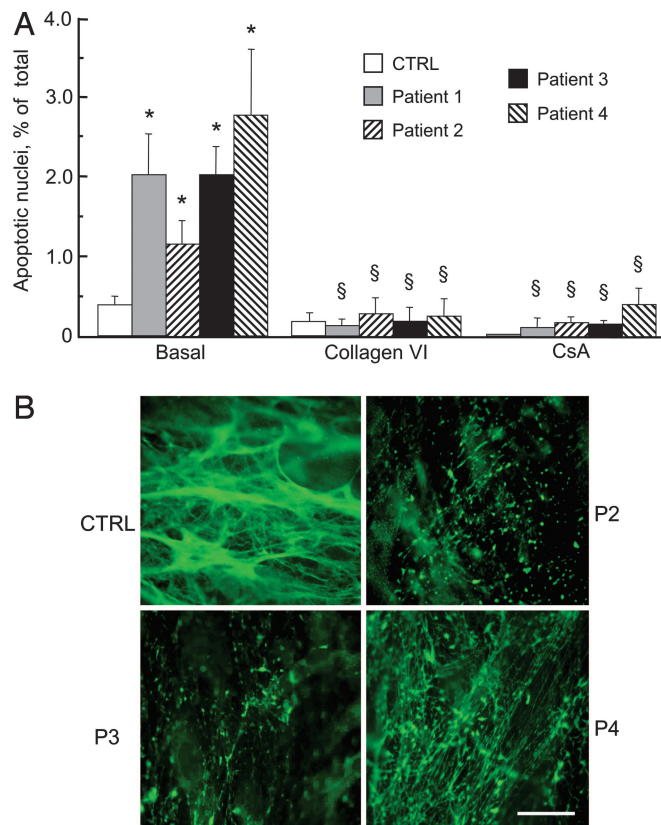 A
4.0
3.0
2.0
1.0
0
Apoptotic nuclei, % of total
CTRL
Patient 1
Patient 2
Patient 3
Patient 4
* * * *
§ § § §
§ § § §
Basal Collagen VI CsA
B
CTRL P2
P3 P4